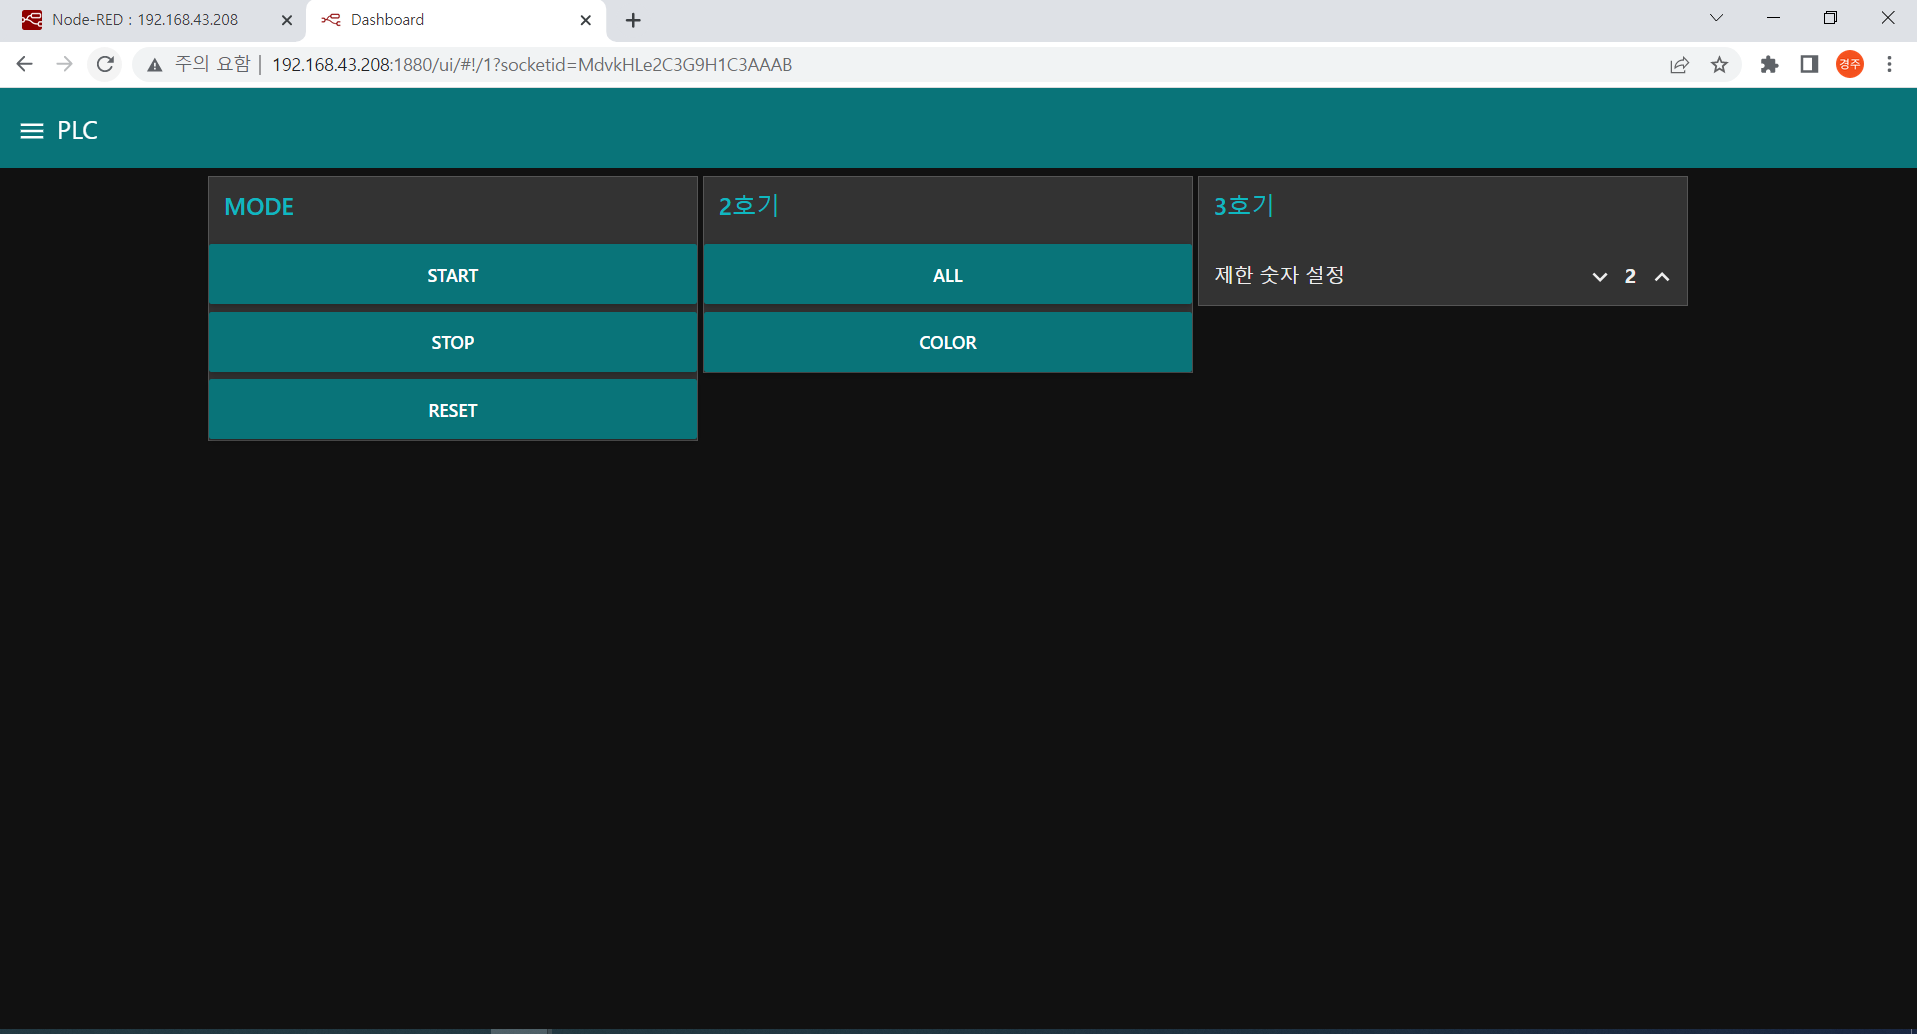 Node-RED : 192.168.43.208
Dashboard
주의 요함 | 192.168.43.208:1880/ui/#!/1?socketid=MdvkHLe2C3G9H1C3AAAB
경주
PLC
MODE
START
STOP
RESET
2호기
ALL
COLOR
3호기
제한 숫자 설정 2